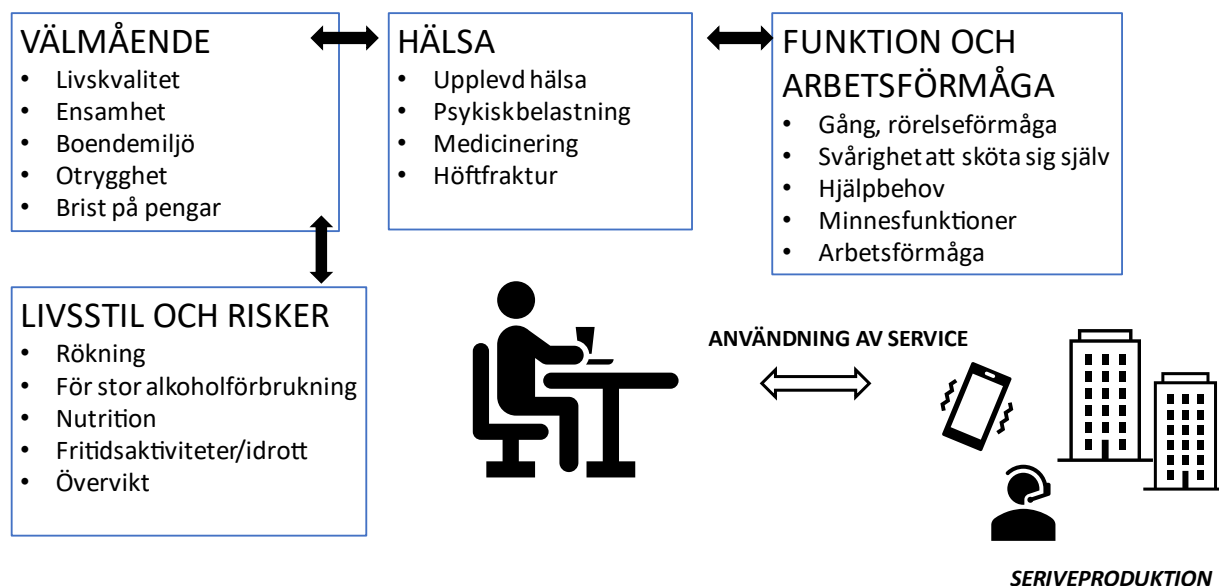 VÄLMÅENDE
• Livskvalitet
• Ensamhet
• Boendemiljö
• Otrygghet
• Brist på pengar
HÄLSA
• Upplevd hälsa
• Psykisk belastning
• Medicinering
• Höftfraktur
FUNKTION OCH
ARBETSFÖRMÅGA
• Gång, rörelseförmåga
• Svårighet att sköta sig själv
• Hjälpbehov
• Minnesfunktioner
• Arbetsförmåga
LIVSSTIL OCH RISKER
• Rökning
• För stor alkoholförbrukning
• Nutrition
• Fritidsaktiviteter/idrott
• Övervikt
ANVÄNDNING AV SERVICE
SERIVEPRODUKTION